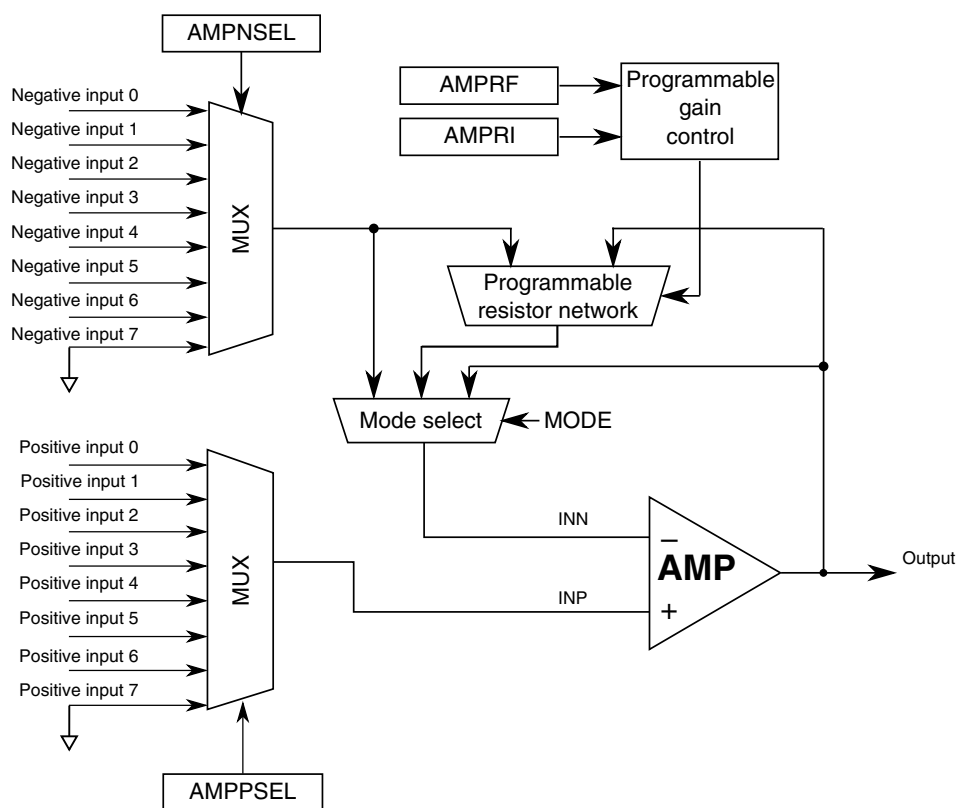 AMPNSEL
Negative input 0
Negative input 1
Negative input 2
Negative input 3
Negative input 4
Negative input 5
Negative input 6
Negative input 7
MUX
AMPRF
AMPRI
Programmable
gain
control
Programmable
resistor network
Mode select
MODE
Positive input 0
Positive input 1
Positive input 2
Positive input 3
Positive input 4
Positive input 5
Positive input 6
Positive input 7
MUX
INN
INP
−
AMP
+
Output
AMPPSEL